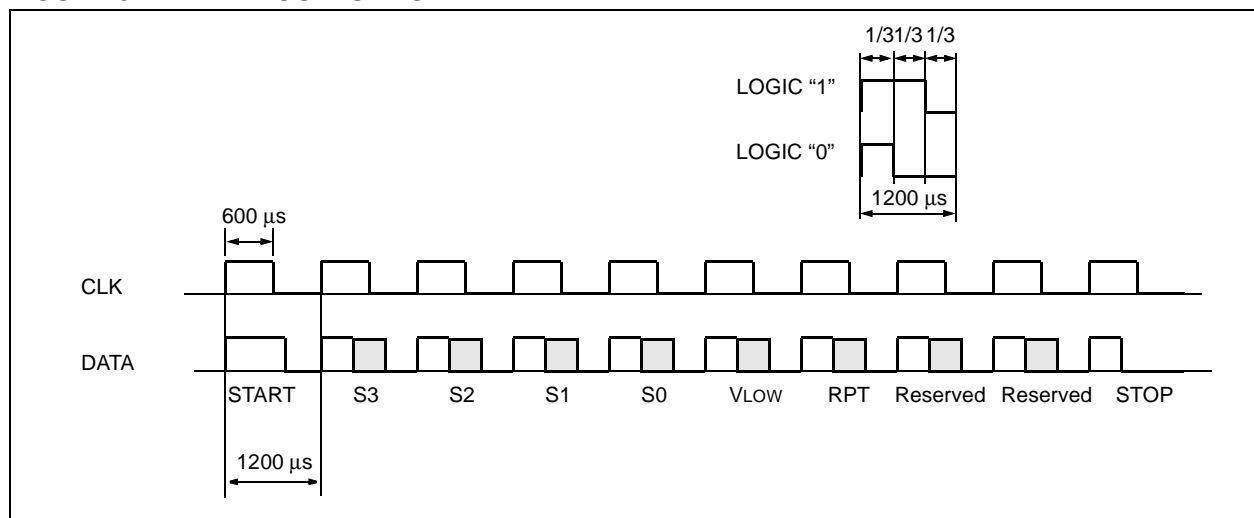 1/3 1/3 1/3
LOGIC “1”
LOGIC “0”
1200 µs
600 µs
CLK
DATA
START S3 S2 S1 S0 VLOW RPT Reserved Reserved STOP
1200 µs